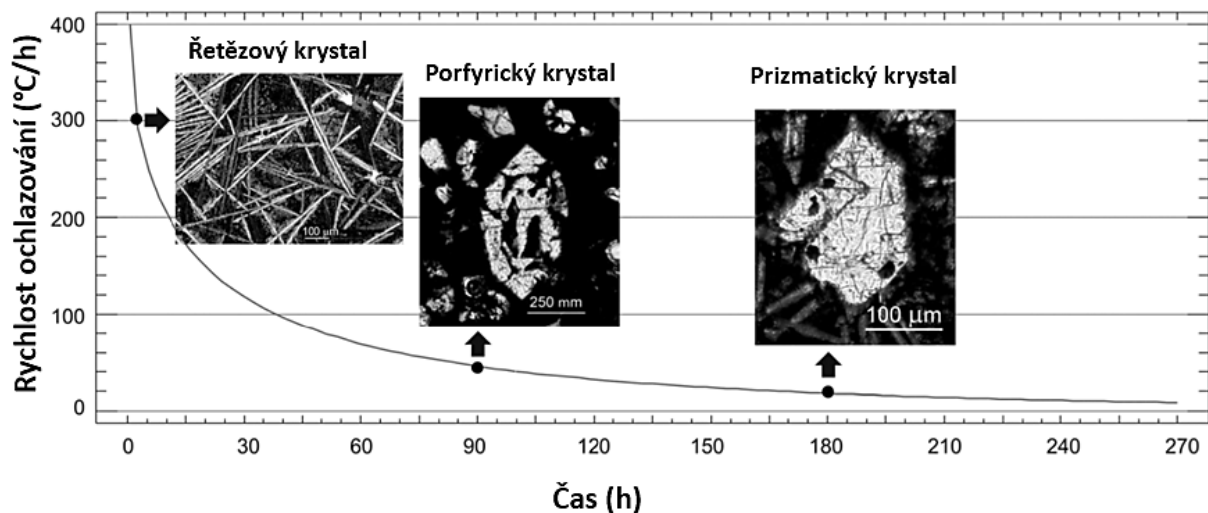 Rychlost ochlazování (°C/h)
400
300
200
100
0
Řetězový krystal
100 µm
Porfyrický krystal
250 mm
Prizmatický krystal
100 µm
0 30 60 90 120 150 180 210 240 270
Čas (h)